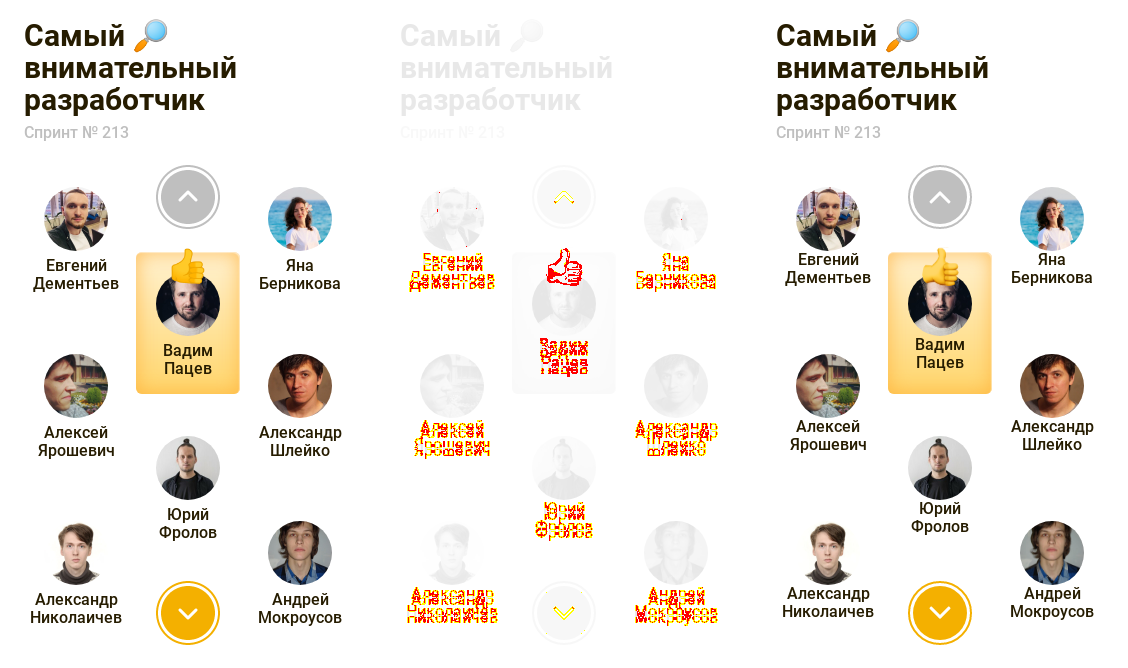 Самый 🔎
внимательный
разработчик
Спринт № 213
Евгений
Дементьев
Яна
Берникова
Вадим
Пацев
Алексей
Ярошевич
Александр
Шлейко
Юрий
Фролов
Александр
Николаичев
Андрей
Мокроусов
Самый 🔎
внимательный
разработчик
Спринт № 213
Евгений
Дементьев
Яна
Берникова
Вадим
Пацев
Алексей
Ярошевич
Александр
Шлейко
Юрий
Фролов
Александр
Николаичев
Андрей
Мокроусов
Самый 🔎
внимательный
разработчик
Спринт № 213
Евгений
Дементьев
Яна
Берникова
Вадим
Пацев
Алексей
Ярошевич
Александр
Шлейко
Юрий
Фролов
Александр
Николаичев
Андрей
Мокроусов